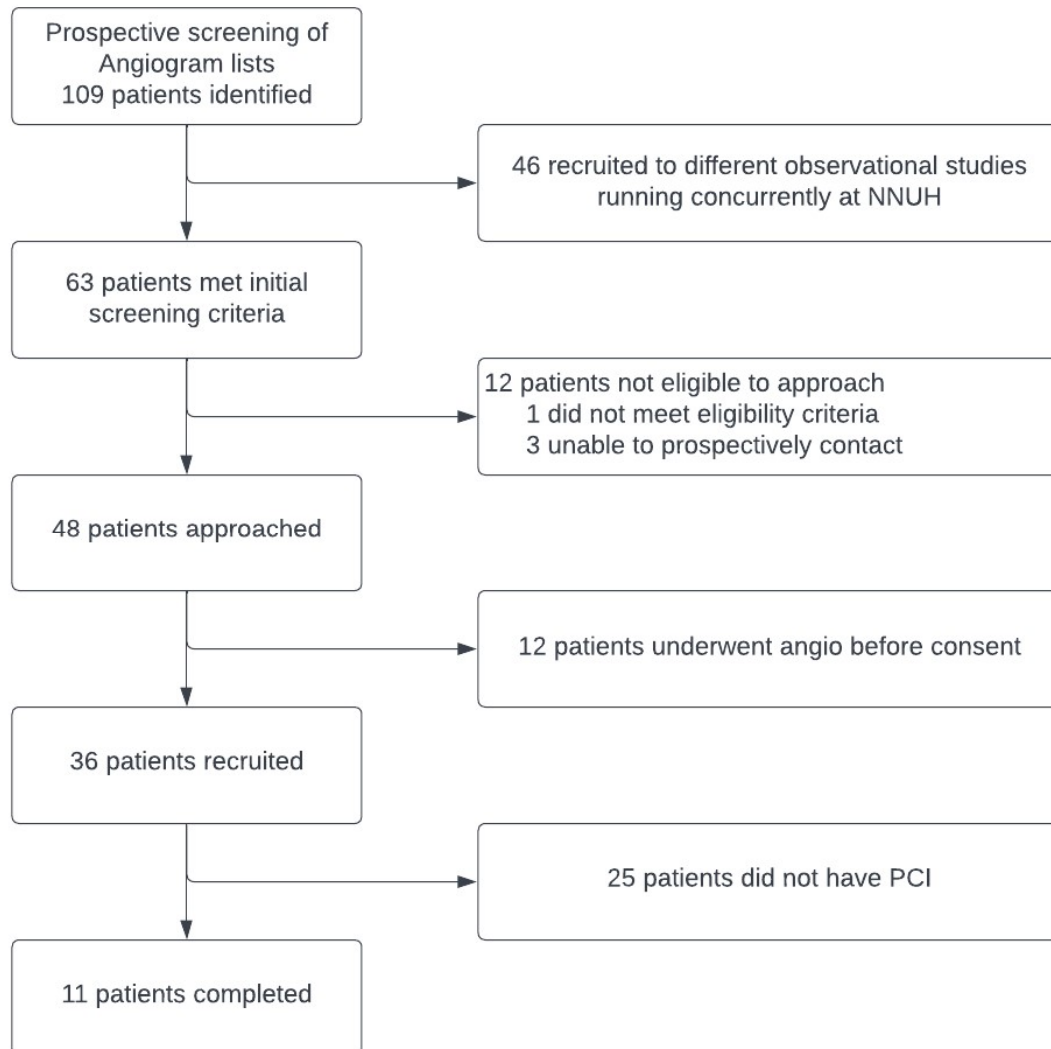 Prospective screening of
Angiogram lists
109 patients identified
46 recruited to different observational studies
running concurrently at NNUH
63 patients met initial
screening criteria
12 patients not eligible to approach
1 did not meet eligibility criteria
3 unable to prospectively contact
48 patients approached
12 patients underwent angio before consent
36 patients recruited
25 patients did not have PCI
11 patients completed